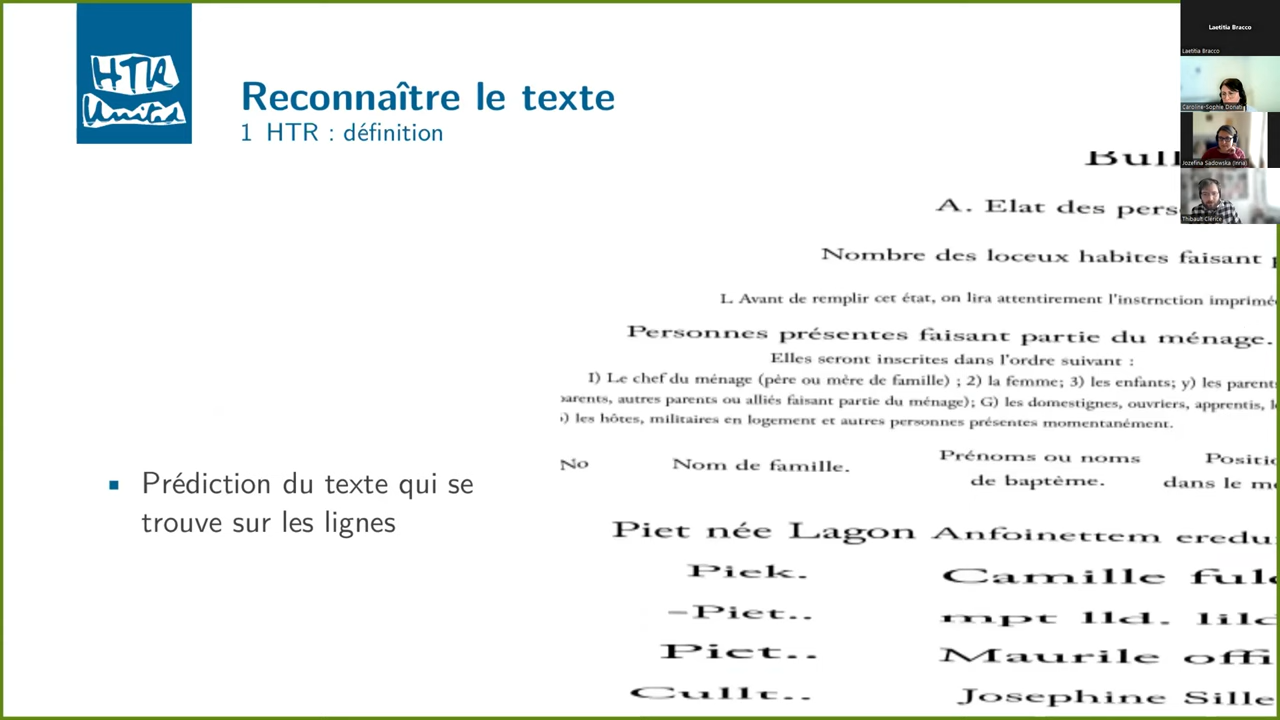 HTR
United
Reconnaître le texte
1 HTR : définition
Prédiction du texte qui se
trouve sur les lignes
Bull
A. Elat des pers
Nombre des loceux habites faisant
I. Avant de remplir cet état, on lira attentirement l'instrnction imprimé
Personnes présentes faisant partie du ménage.
Elles seront inscrites dans l'ordre suivant :
I) Le chef du ménage (père ou mère de famille) ; 2) la femme; 3) les enfants; y) les parent
parents, autres parents ou alliés faisant partie du ménage); G) les domestignes, ouvriers, apprentis,
) les hôtes, militaires en logement et autres personnes présentes momentanément.
No Nom de famille. Prénoms ou noms Positi
de baptème. dans le m
Piet née Lagon Anfoinettem eredu
Piek. Camille ful
-Piet.. mpt lld. lild
Piet.. Maurile offi
Cullt.. Josephine Sille
Laetitia Bracco
Laetitia Bracco
Caroline-Sophie Donati
Jozefina Sadowska (Inria)
Thibault Clérice